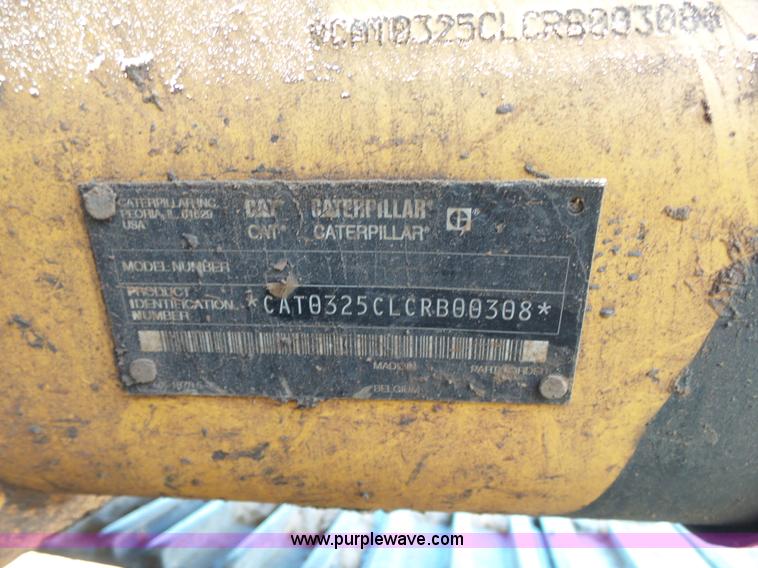 *CAT0325CLCRB00308*
CATERPILLAR INC.
PEORIA, IL. 61629
USA
CAT® CATERPILLAR®
CAT® CATERPILLAR®
MODEL NUMBER
PRODUCT
IDENTIFICATION
NUMBER
*CAT0325CLCRB00308*
MADE IN
BELGIUM
www.purplewave.com